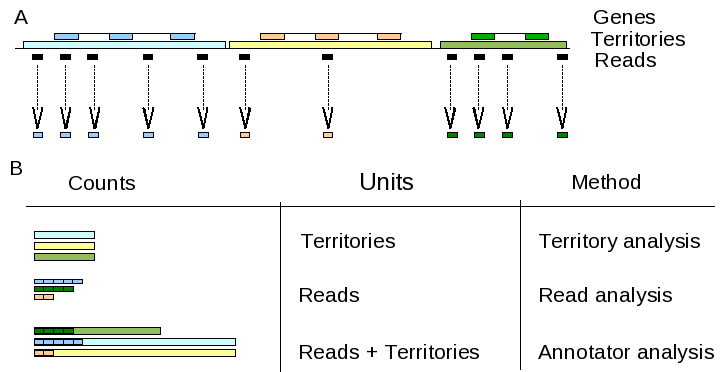 A
Genes
Territories
Reads
B
Counts Units Method
Territories Territory analysis
Reads Read analysis
Reads + Territories Annotator analysis